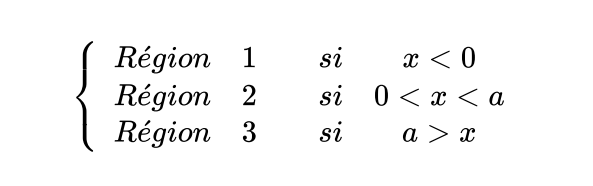 Région 1 si x < 0
Région 2 si 0 < x < a
Région 3 si a > x